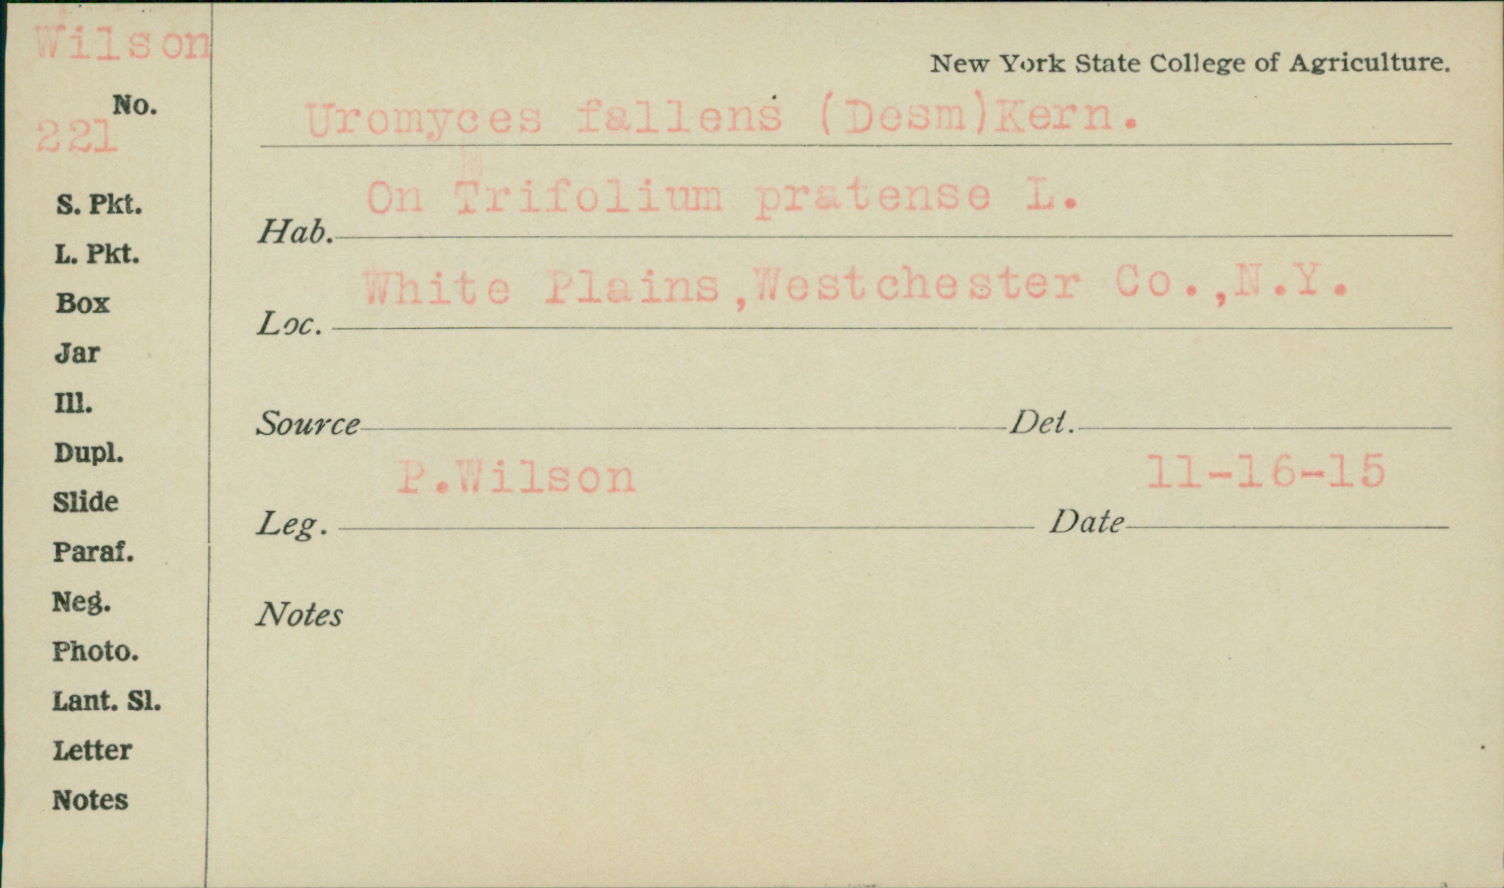 Wilson
New York State College of Agriculture.
No.
221
Uromyces fallens (Desm)Kern.
S. Pkt.
On Trifolium pratense L.
Hab.
L. Pkt.
White Plains,Westchester Co.,N.Y.
Box
Loc.
Jar
Ill.
Source Det.
Dupl.
P.Wilson 11-16-15
Slide
Leg. Date
Paraf.
Neg.
Notes
Photo.
Lant. Sl.
Letter
Notes